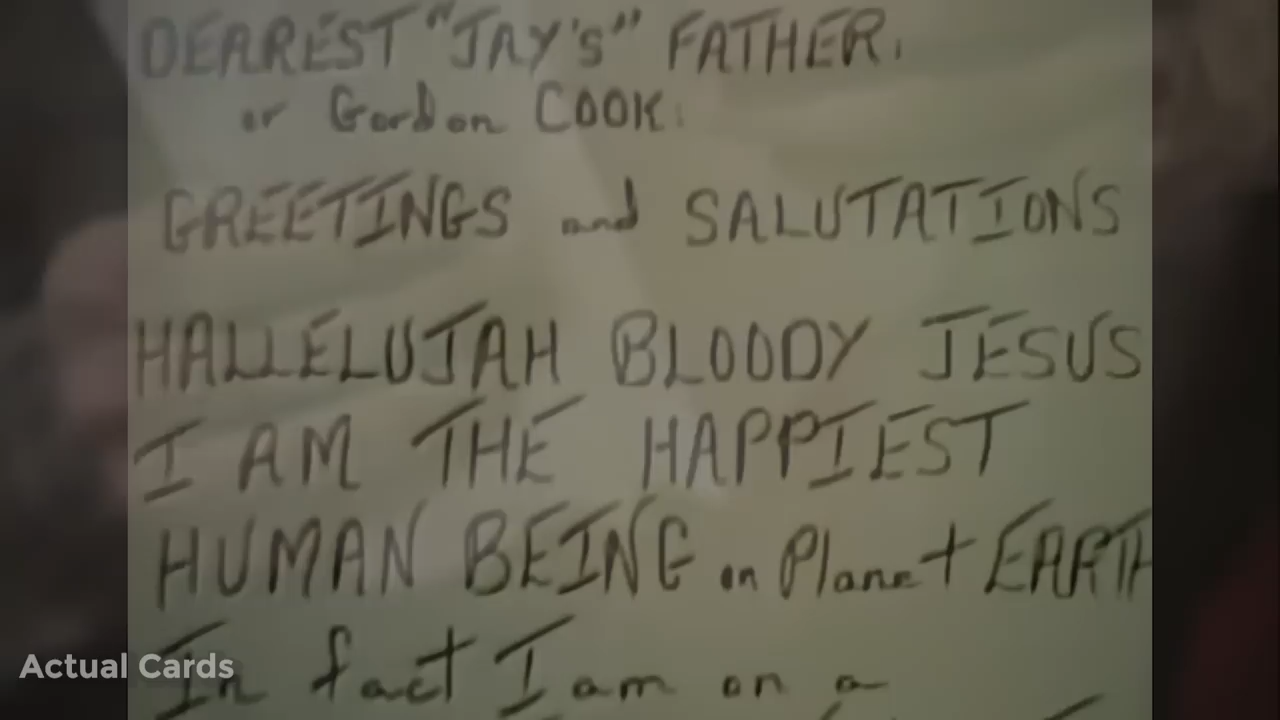 DEAREST "JAY's" FATHER.
or Gordon COOK:
GREETINGS and SALUTATIONS
HALLELUJAH BLOODY JESUS
I AM THE HAPPIEST
HUMAN BEING on Planet EARTH
In fact I am on a
Actual Cards